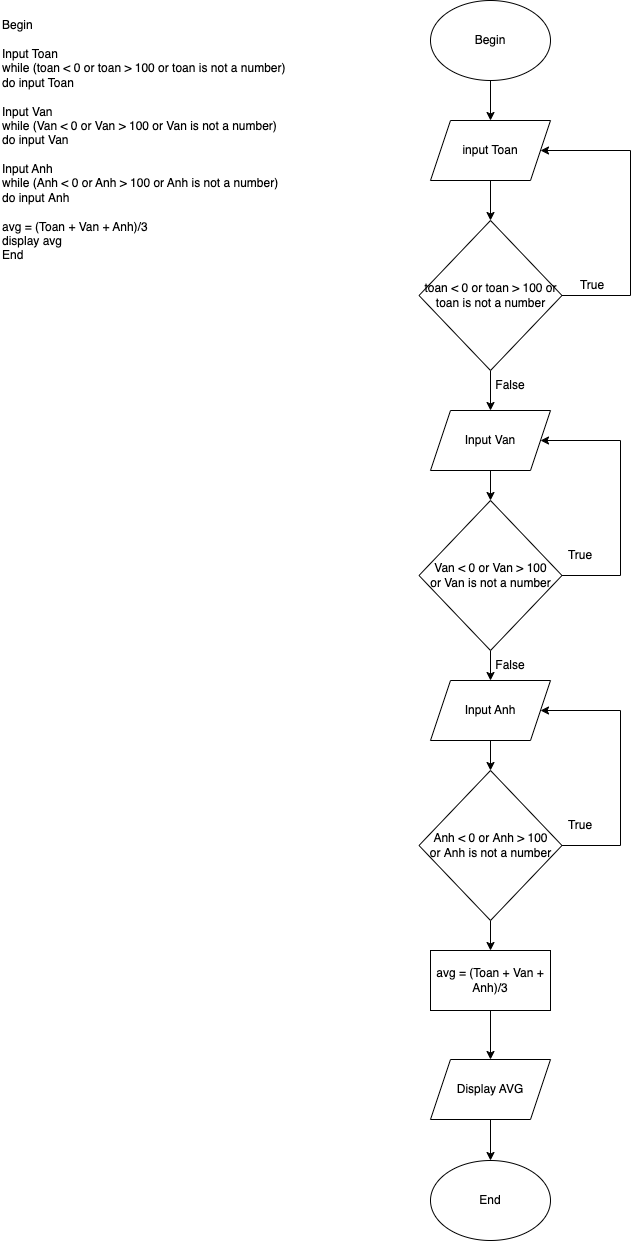 Begin
Input Toan
while (toan < 0 or toan > 100 or toan is not a number)
do input Toan
Input Van
while (Van < 0 or Van > 100 or Van is not a number)
do input Van
Input Anh
while (Anh < 0 or Anh > 100 or Anh is not a number)
do input Anh
avg = (Toan + Van + Anh)/3
display avg
End
Begin
input Toan
toan < 0 or toan > 100 or
toan is not a number
True
False
Input Van
Van < 0 or Van > 100
or Van is not a number
True
False
Input Anh
Anh < 0 or Anh > 100
or Anh is not a number
True
avg = (Toan + Van +
Anh)/3
Display AVG
End